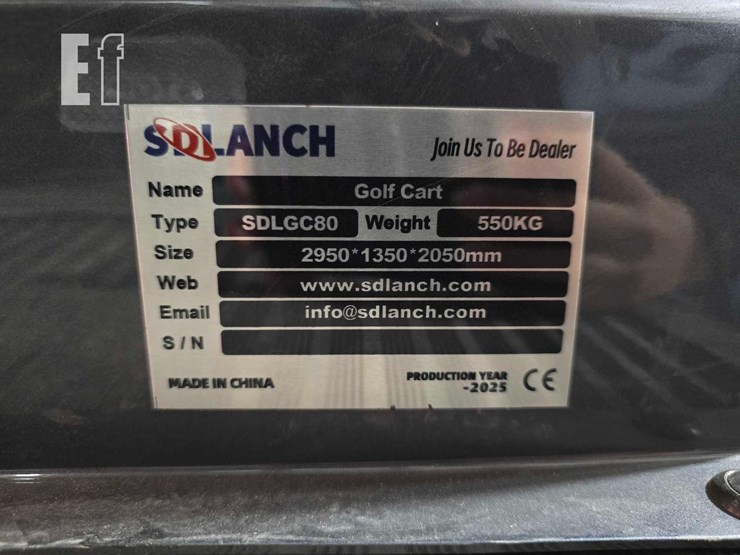 Ef
SDLANCH
Join Us To Be Dealer
Name Golf Cart
Type SDLGC80 Weight 550KG
Size 2950*1350*2050mm
Web www.sdlanch.com
Email info@sdlanch.com
S/N
MADE IN CHINA
PRODUCTION YEAR
-2025 CE